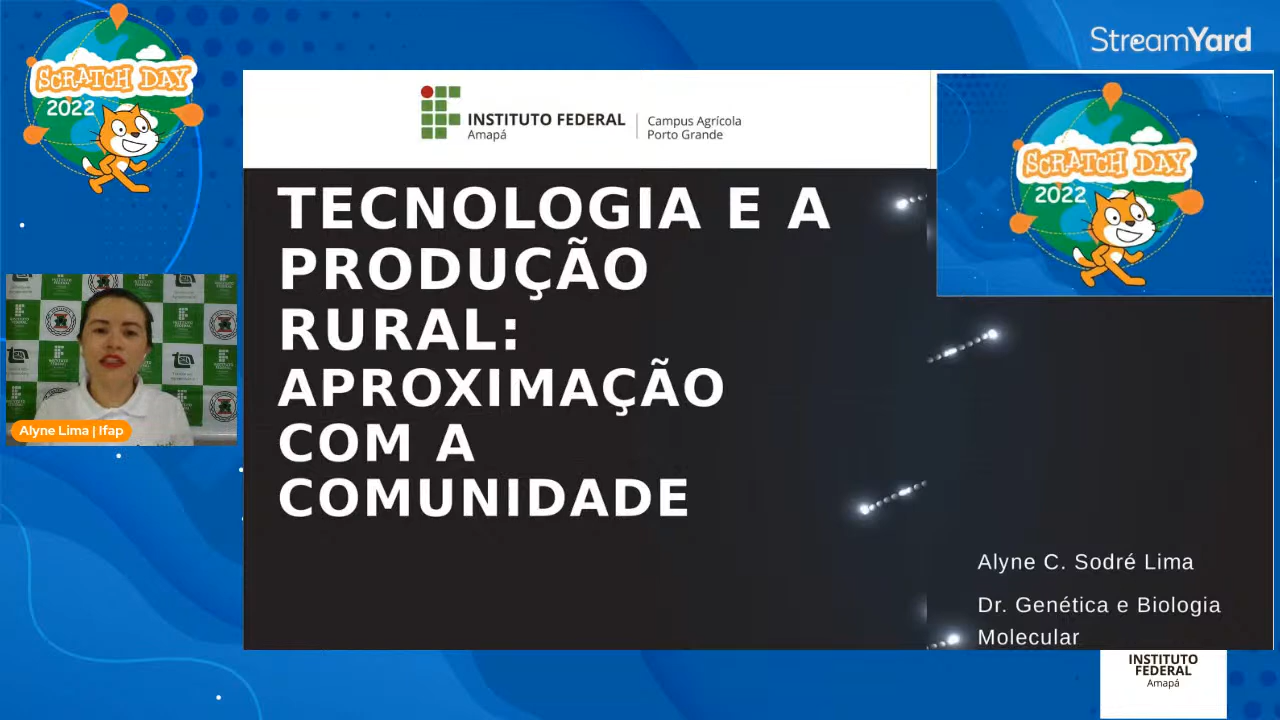 SCRATCH DAY
2022
StreamYard
INSTITUTO FEDERAL
Amapá
Campus Agrícola
Porto Grande
TECNOLOGIA E A
PRODUÇÃO
RURAL:
APROXIMAÇÃO
COM A
COMUNIDADE
SCRATCH DAY
2022
Alyne Lima | Ifap
Alyne C. Sodré Lima
Dr. Genética e Biologia
Molecular
INSTITUTO
FEDERAL
Amapá